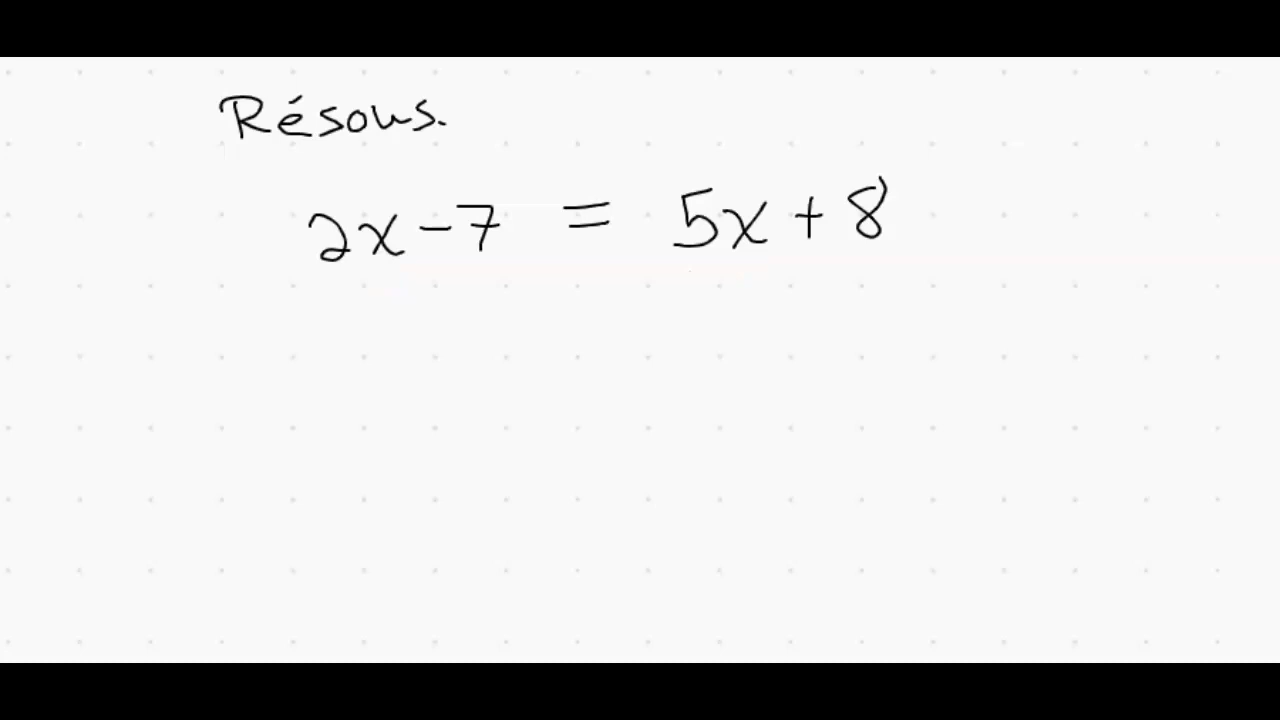 Résous.
2x - 7 = 5x + 8